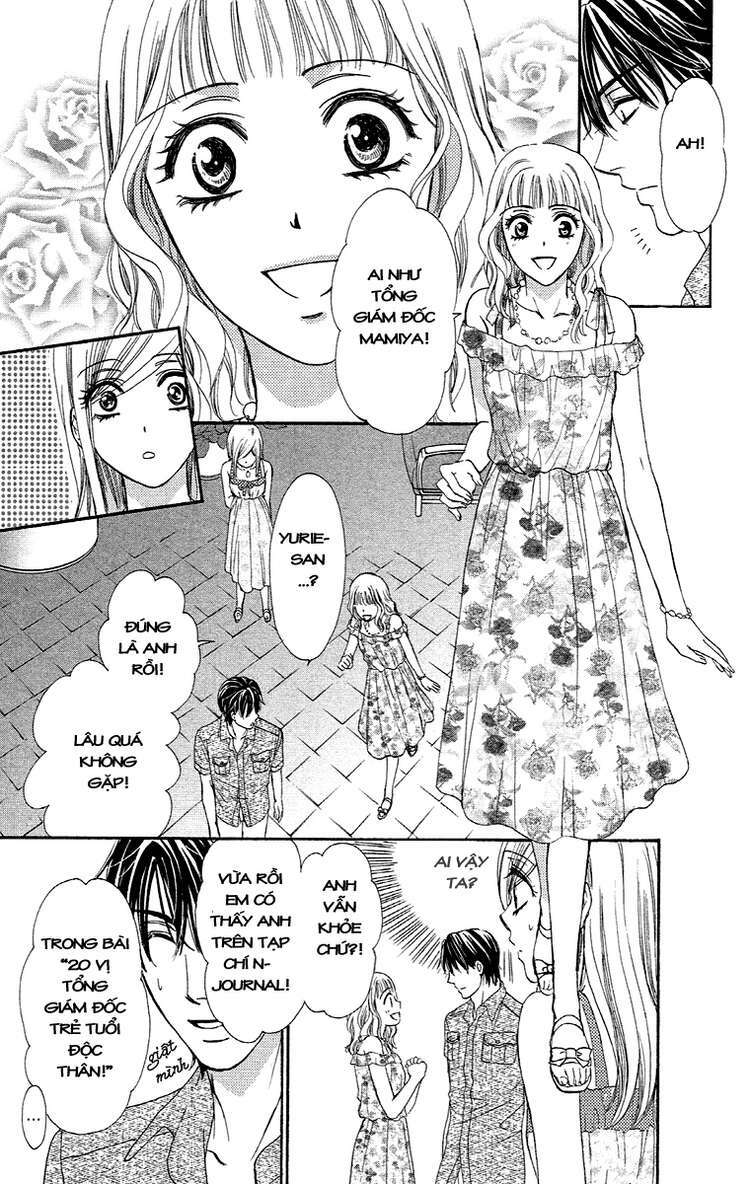 AH!
AI NHƯ
TỔNG
GIÁM ĐỐC
MAMIYA!
YURIE-
SAN
...?
ĐÚNG
LÀ ANH
RỒI!
LÂU QUÁ
KHÔNG
GẶP!
AI VẬY
TA?
ANH
VẪN
KHỎE
CHỨ?!
VỪA RỒI
EM CÓ
THẤY ANH
TRÊN TẠP
CHÍ N-
JOURNAL!
TRONG BÀI
"20 VỊ
TỔNG
GIÁM ĐỐC
TRẺ TUỔI
ĐỘC
THÂN!"
giật
mình
...